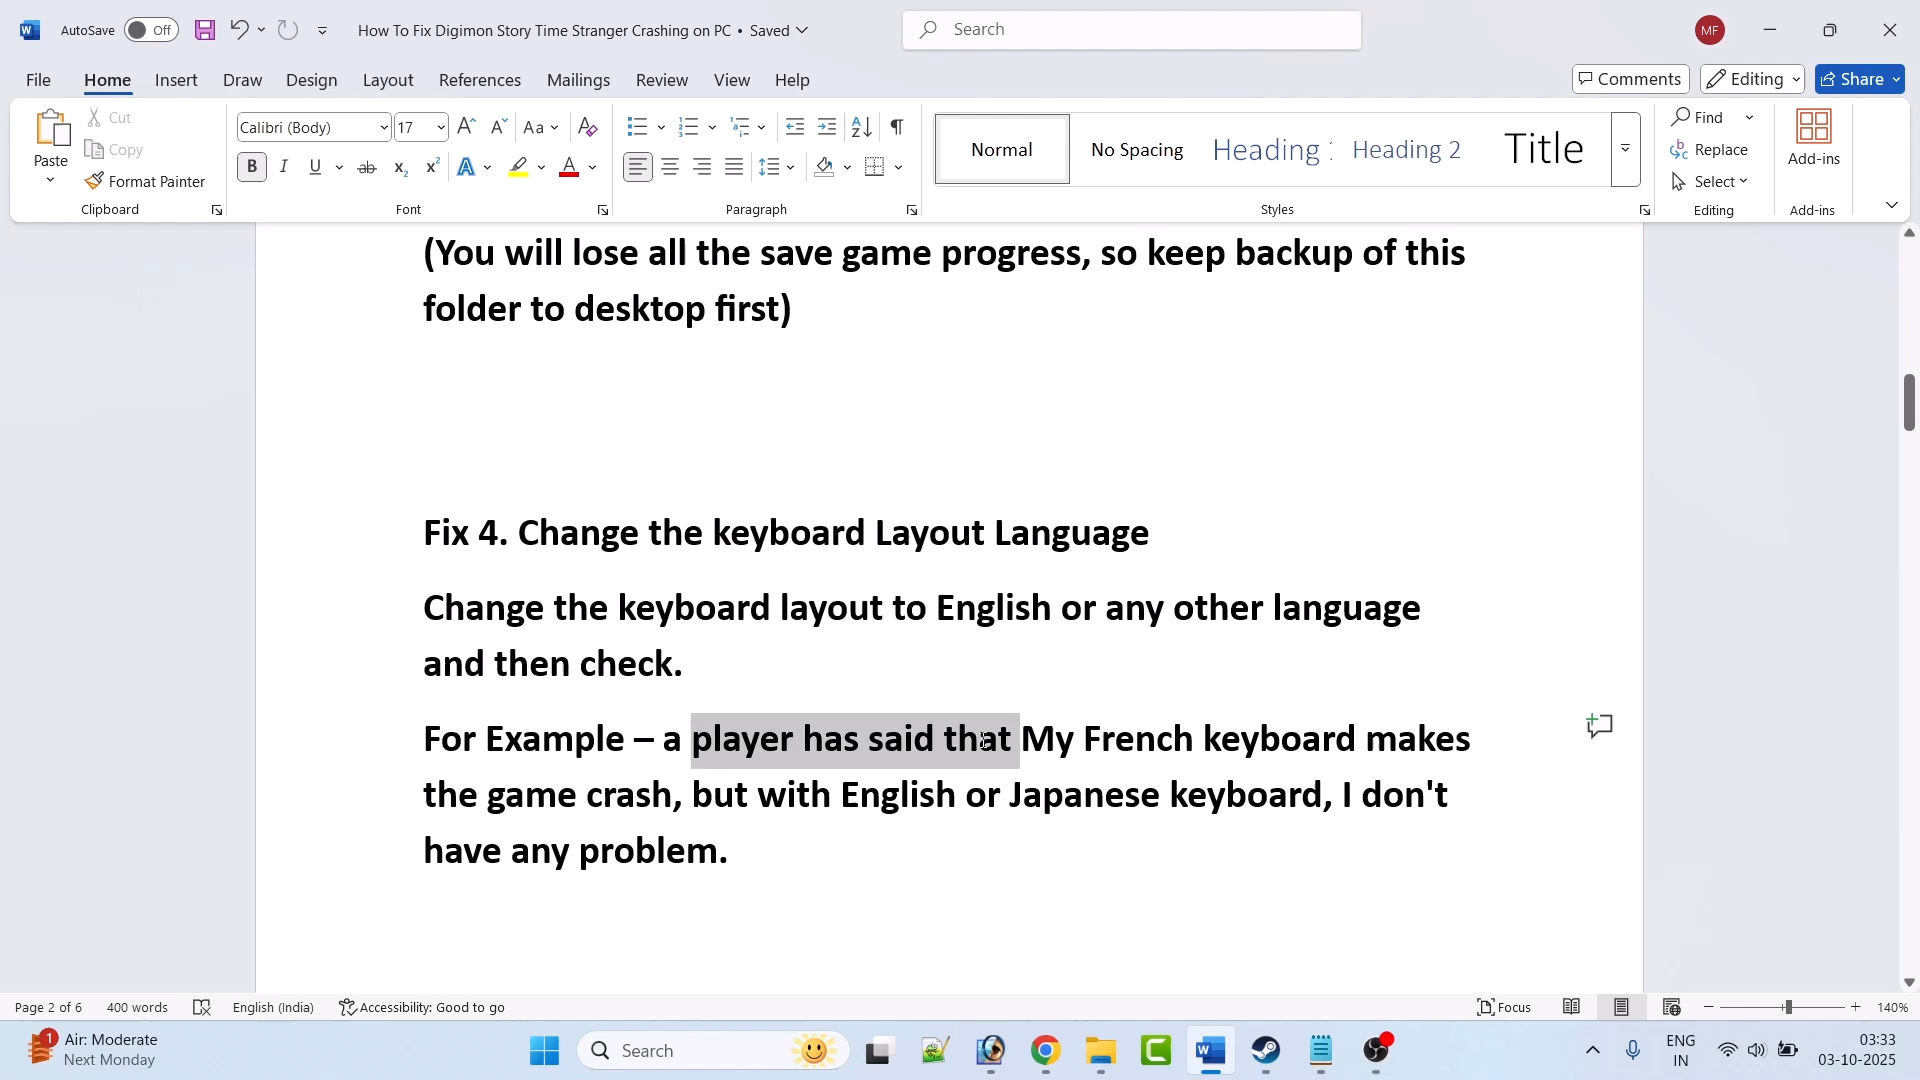 AutoSave Off How To Fix Digimon Story Time Stranger Crashing on PC • Saved Search MF
File Home Insert Draw Design Layout References Mailings Review View Help Comments Editing Share
Paste Cut Calibri (Body) 17 Aa Normal No Spacing Heading 1 Heading 2 Title Find Add-ins
Copy Replace
Format Painter B I U ab x₂ x² A A Select
Clipboard Font Paragraph Styles Editing Add-ins
(You will lose all the save game progress, so keep backup of this
folder to desktop first)
Fix 4. Change the keyboard Layout Language
Change the keyboard layout to English or any other language
and then check.
For Example – a player has said that My French keyboard makes
the game crash, but with English or Japanese keyboard, I don't
have any problem.
Page 2 of 6 400 words English (India) Accessibility: Good to go Focus 140%
1 Air: Moderate
Next Monday
Search
ENG
IN
03:33
03-10-2025